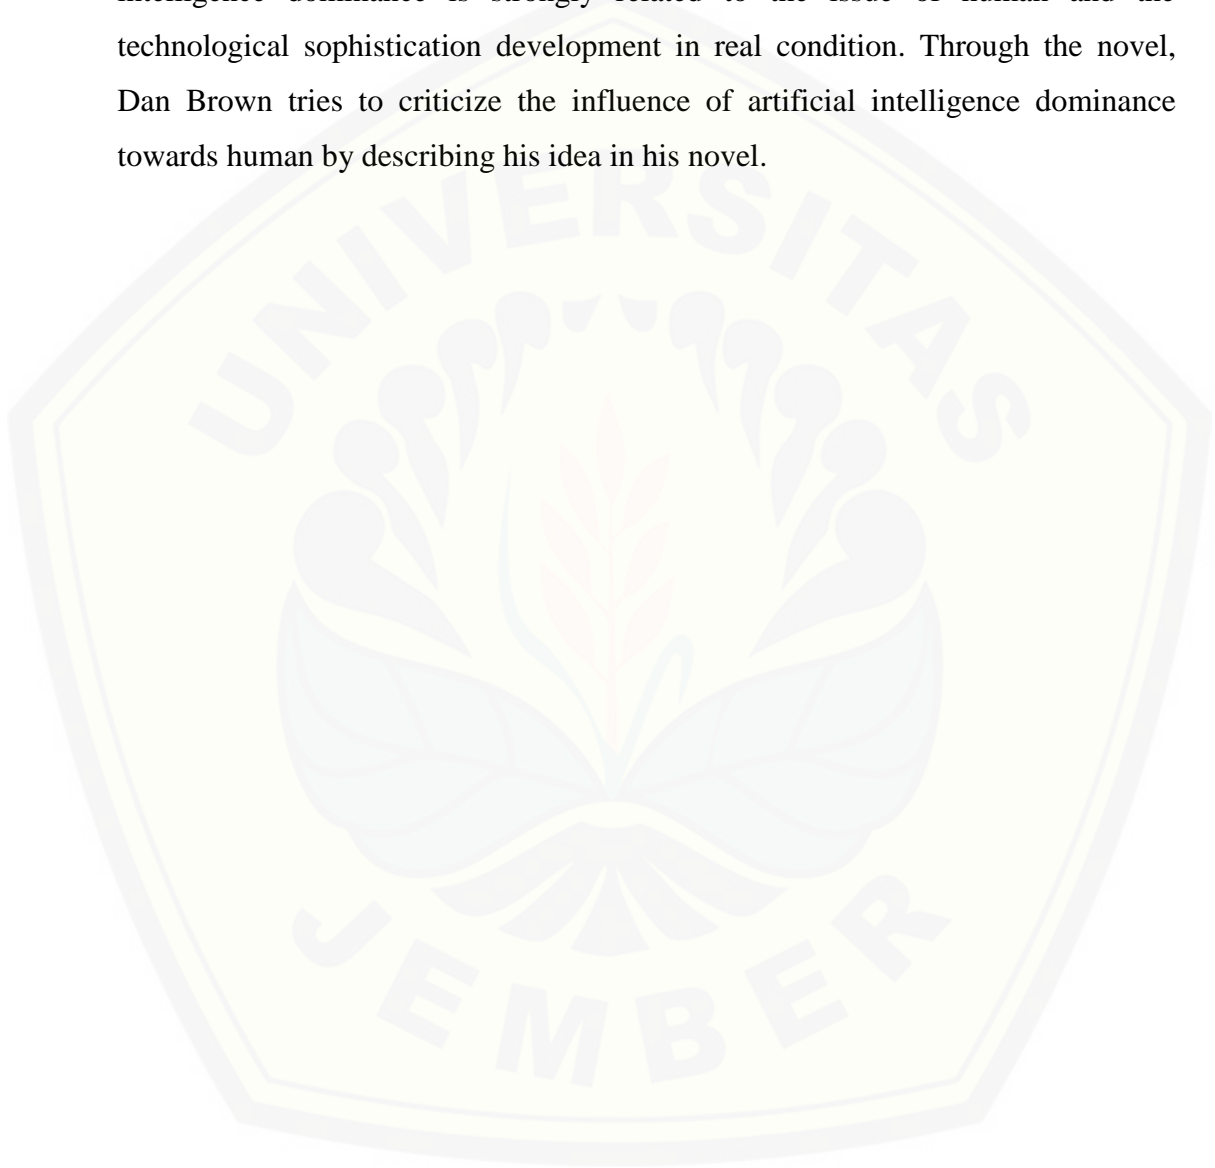 intelligence dominance is strongly related to the issue of human and the
technological sophistication development in real condition. Through the novel,
Dan Brown tries to criticize the influence of artificial intelligence dominance
towards human by describing his idea in his novel.
UNIVERSITAS
JEMBER